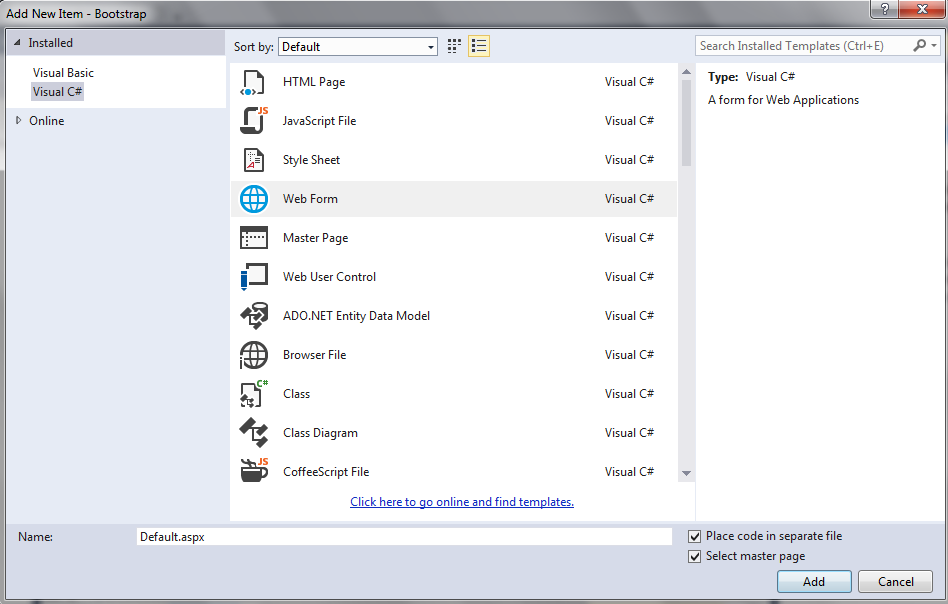 Add New Item - Bootstrap
?
Installed
Visual Basic
Visual C#
Online
Sort by: Default
Search Installed Templates (Ctrl+E)
HTML Page Visual C#
JS
JavaScript File Visual C#
Style Sheet Visual C#
Web Form Visual C#
Master Page Visual C#
Web User Control Visual C#
ADO.NET Entity Data Model Visual C#
Browser File Visual C#
C#
Class Visual C#
Class Diagram Visual C#
JS
CoffeeScript File Visual C#
Click here to go online and find templates.
Type: Visual C#
A form for Web Applications
Name: Default.aspx
Place code in separate file
Select master page
Add Cancel